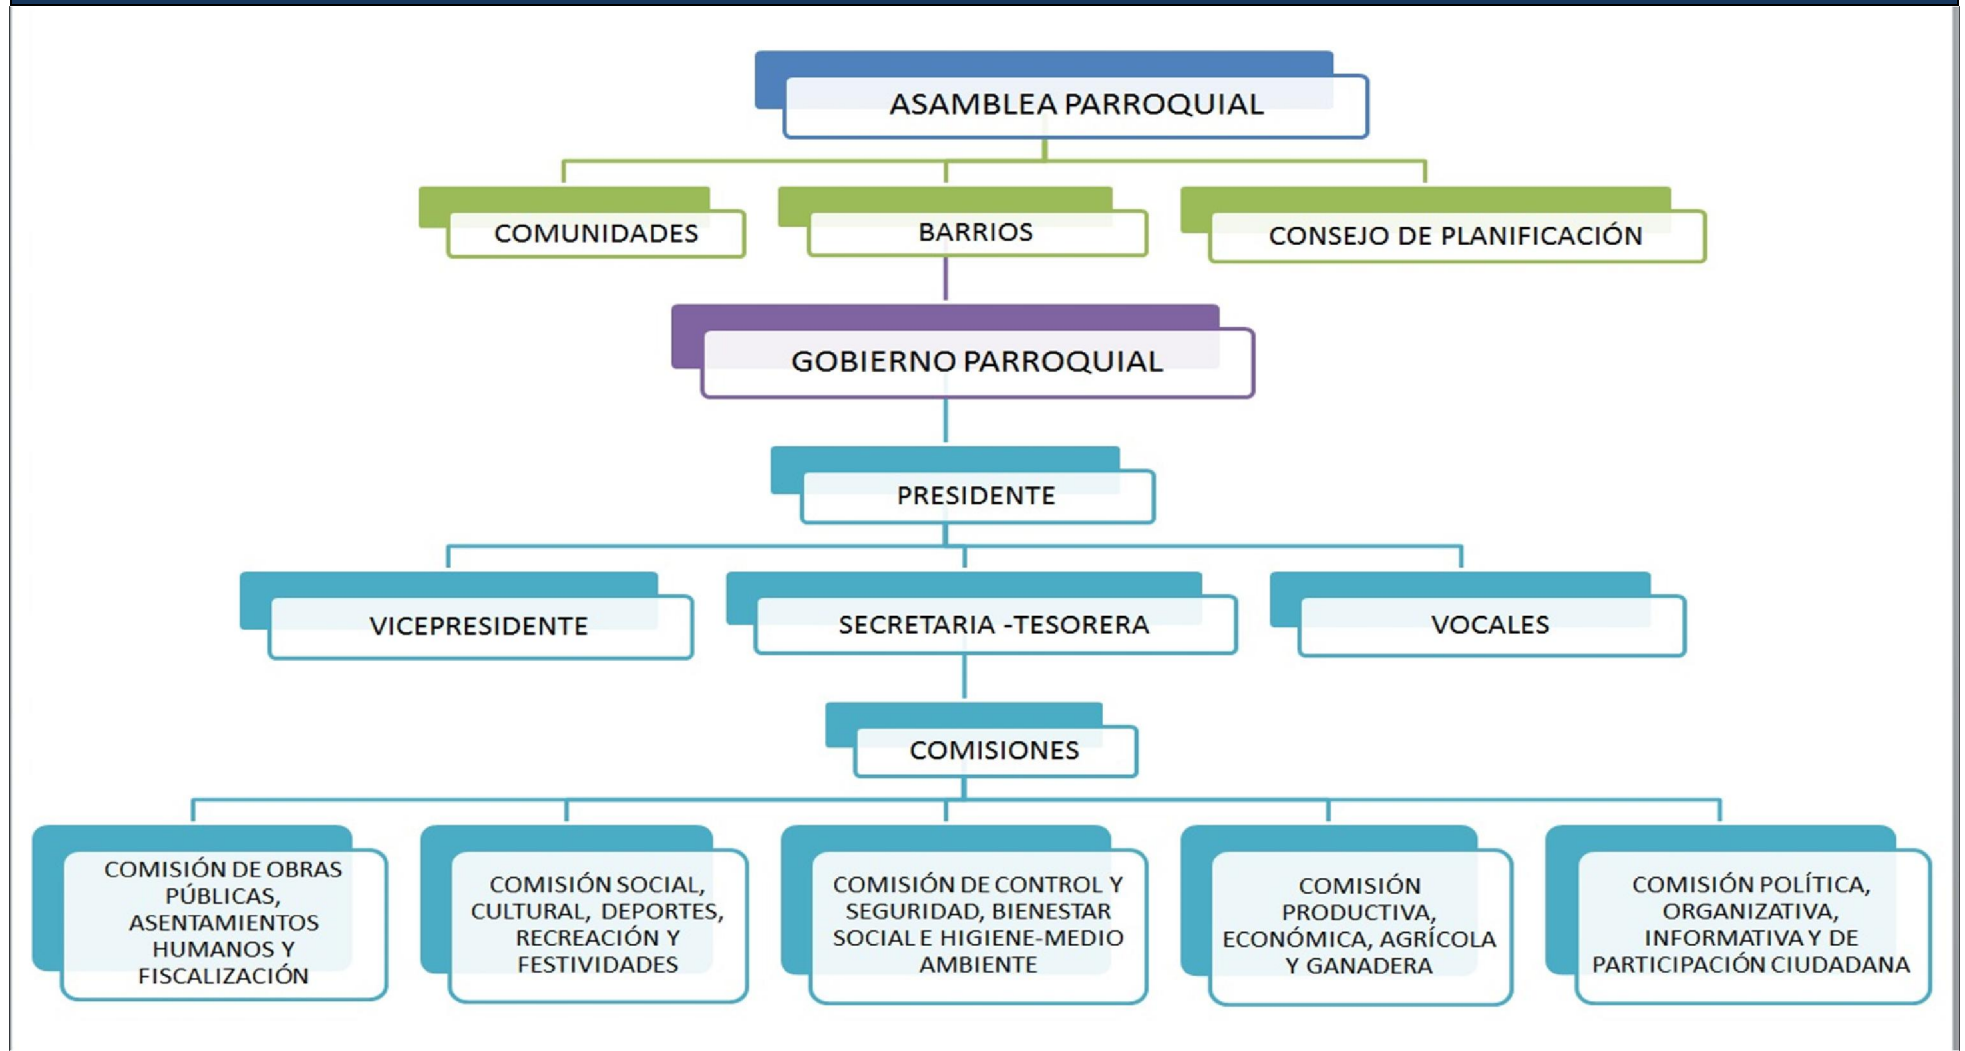 ASAMBLEA PARROQUIAL
COMUNIDADES
BARRIOS
CONSEJO DE PLANIFICACIÓN
GOBIERNO PARROQUIAL
PRESIDENTE
VICEPRESIDENTE
SECRETARIA -TESORERA
VOCALES
COMISIONES
COMISIÓN DE OBRAS
PÚBLICAS,
ASENTAMIENTOS
HUMANOS Y
FISCALIZACIÓN
COMISIÓN SOCIAL,
CULTURAL, DEPORTES,
RECREACIÓN Y
FESTIVIDADES
COMISIÓN DE CONTROL Y
SEGURIDAD, BIENESTAR
SOCIAL E HIGIENE-MEDIO
AMBIENTE
COMISIÓN
PRODUCTIVA,
ECONÓMICA, AGRÍCOLA
Y GANADERA
COMISIÓN POLÍTICA,
ORGANIZATIVA,
INFORMATIVA Y DE
PARTICIPACIÓN CIUDADANA